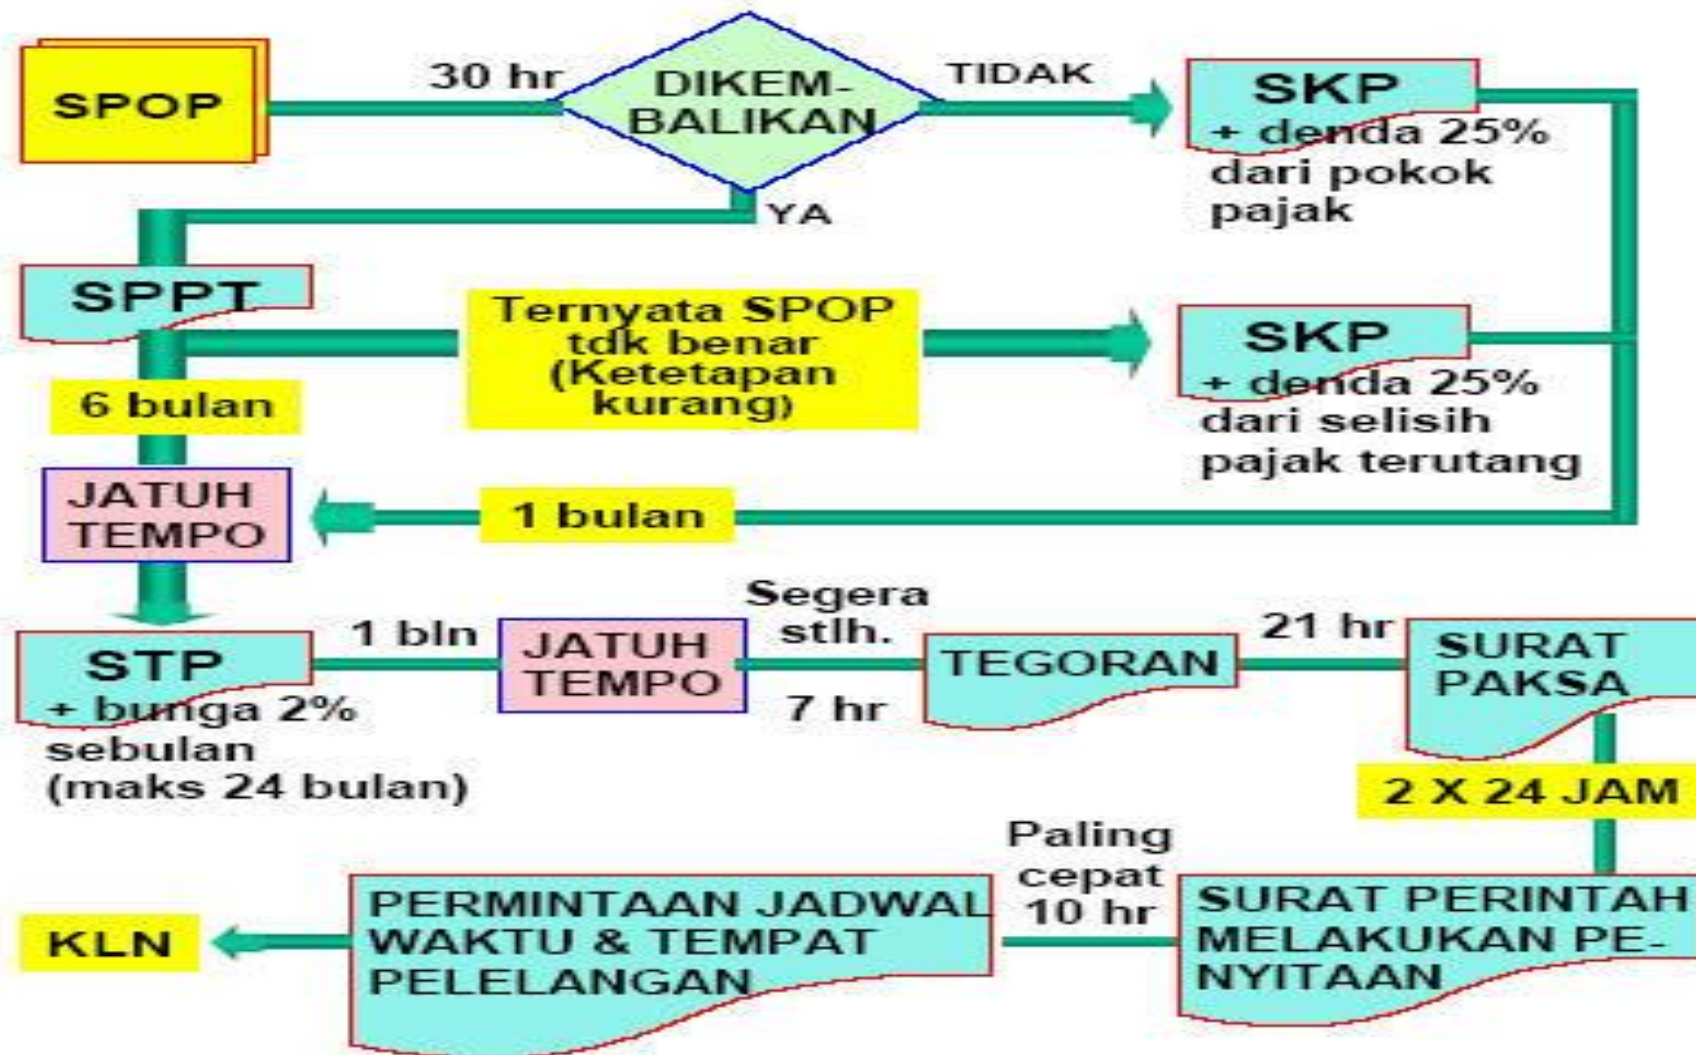 SPOP
30 hr
DIKEM-
BALIKAN
TIDAK
SKP
+ denda 25%
dari pokok
pajak
YA
SPPT
Ternyata SPOP
tdk benar
(Ketetapan
kurang)
SKP
+ denda 25%
dari selisih
pajak terutang
6 bulan
JATUH
TEMPO
1 bulan
STP
+ bunga 2%
sebulan
(maks 24 bulan)
1 bln
JATUH
TEMPO
Segera
stlh.
7 hr
TEGORAN
21 hr
SURAT
PAKSA
2 X 24 JAM
SURAT PERINTAH
MELAKUKAN PE-
NYITAAN
Paling
cepat
10 hr
PERMINTAAN JADWAL
WAKTU & TEMPAT
PELELANGAN
KLN